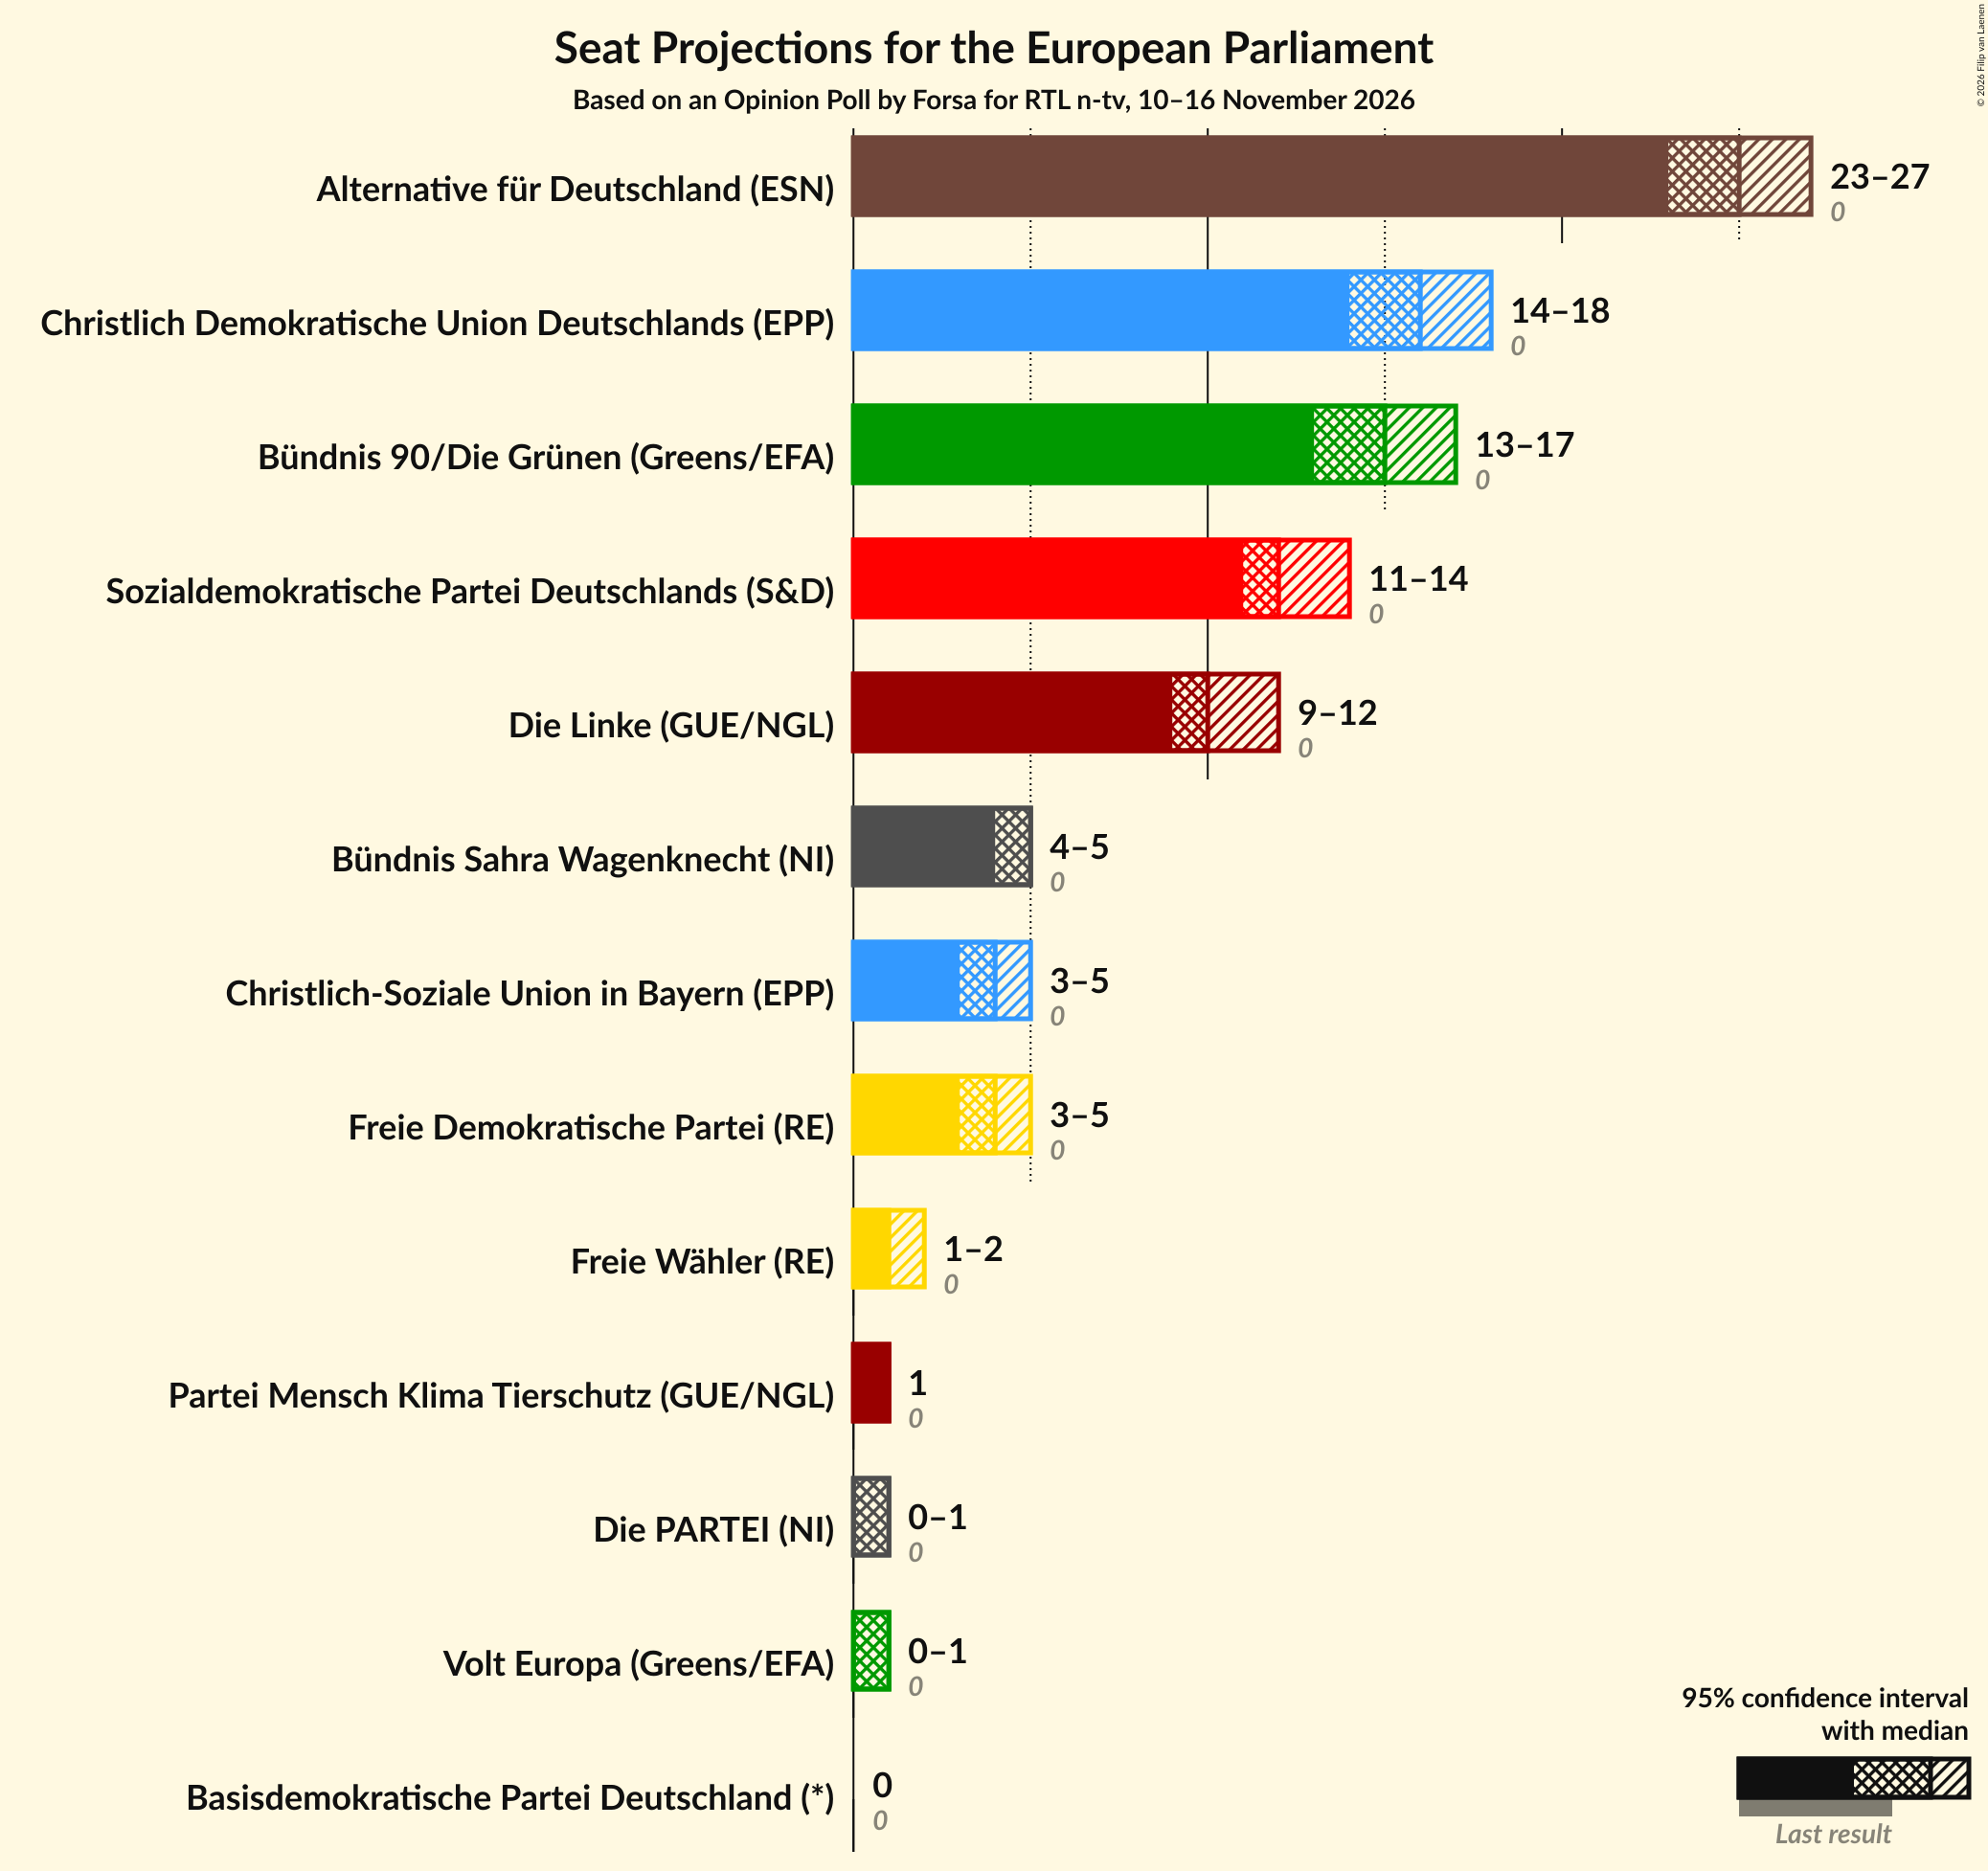 Seat Projections for the European Parliament
Based on an Opinion Poll by Forsa for RTL n-tv, 10–16 November 2026
© 2026 Filip van Laenen
Alternative für Deutschland (ESN)
23–27
0
Christlich Demokratische Union Deutschlands (EPP)
14–18
0
Bündnis 90/Die Grünen (Greens/EFA)
13–17
0
Sozialdemokratische Partei Deutschlands (S&D)
11–14
0
Die Linke (GUE/NGL)
9–12
0
Bündnis Sahra Wagenknecht (NI)
4–5
0
Christlich-Soziale Union in Bayern (EPP)
3–5
0
Freie Demokratische Partei (RE)
3–5
0
Freie Wähler (RE)
1–2
0
Partei Mensch Klima Tierschutz (GUE/NGL)
1
0
Die PARTEI (NI)
0–1
0
Volt Europa (Greens/EFA)
0–1
0
Basisdemokratische Partei Deutschland (*)
0
0
95% confidence interval
with median
Last result